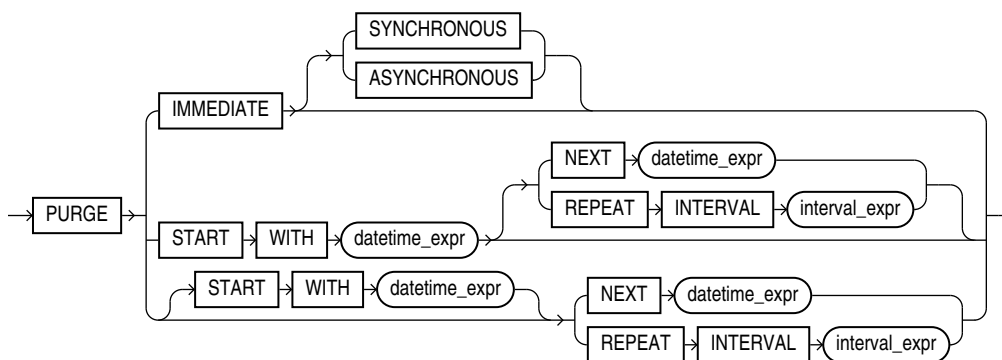 SYNCHRONOUS
ASYNCHRONOUS
IMMEDIATE
NEXT datetime_expr
REPEAT INTERVAL interval_expr
PURGE
START WITH datetime_expr
START WITH datetime_expr
NEXT datetime_expr
REPEAT INTERVAL interval_expr